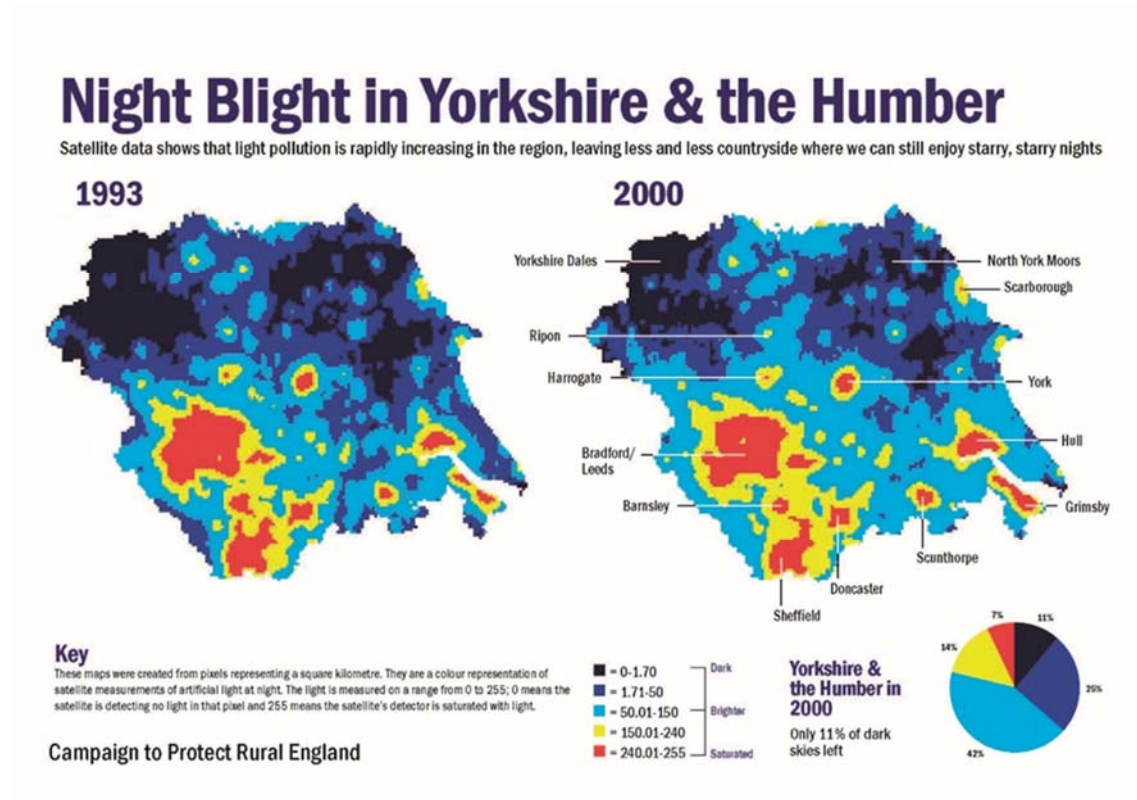 Night Blight in Yorkshire & the Humber
Satellite data shows that light pollution is rapidly increasing in the region, leaving less and less countryside where we can still enjoy starry, starry nights
1993
2000
Yorkshire Dales
North York Moors
Scarborough
Ripon
Harrogate
York
Hull
Bradford/
Leeds
Barnsley
Grimsby
Scunthorpe
Doncaster
Sheffield
Key
These maps were created from pixels representing a square kilometre. They are a colour representation of
satellite measurements of artificial light at night. The light is measured on a range from 0 to 255; 0 means the
satellite is detecting no light in that pixel and 255 means the satellite's detector is saturated with light.
Campaign to Protect Rural England
= 0-1.70
= 1.71-50
= 50.01-150
= 150.01-240
= 240.01-255
Dark
Brighter
Saturated
Yorkshire &
the Humber in
2000
Only 11% of dark
skies left
7%
11%
14%
25%
42%